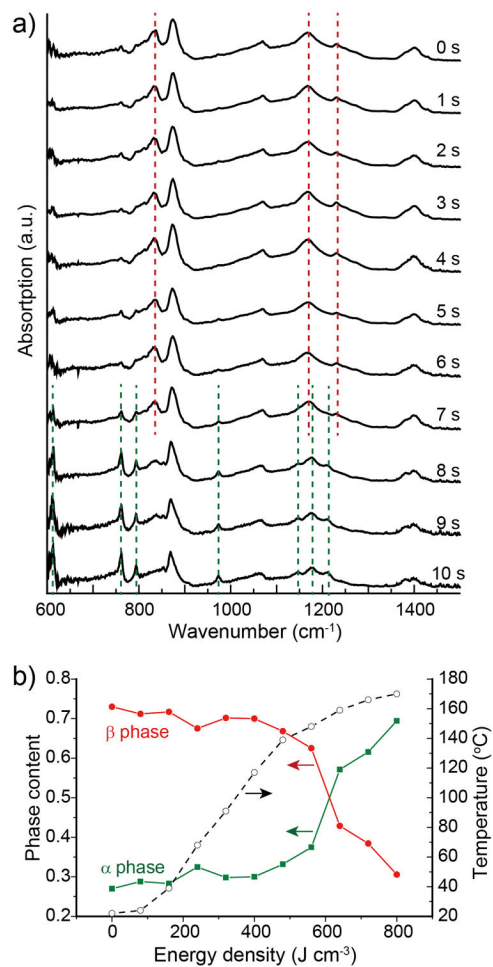 a)
0 s
1 s
2 s
3 s
4 s
5 s
6 s
7 s
8 s
9 s
10 s
Absortption (a.u.)
600 800 1000 1200 1400
Wavenumber (cm-1)
b)
0.8 180
0.7 160
0.6 140
0.5 120
0.4 100
0.3 80
0.2 60
40
20
β phase
α phase
Phase content
Temperature (ºC)
0 200 400 600 800
Energy density (J cm-3)